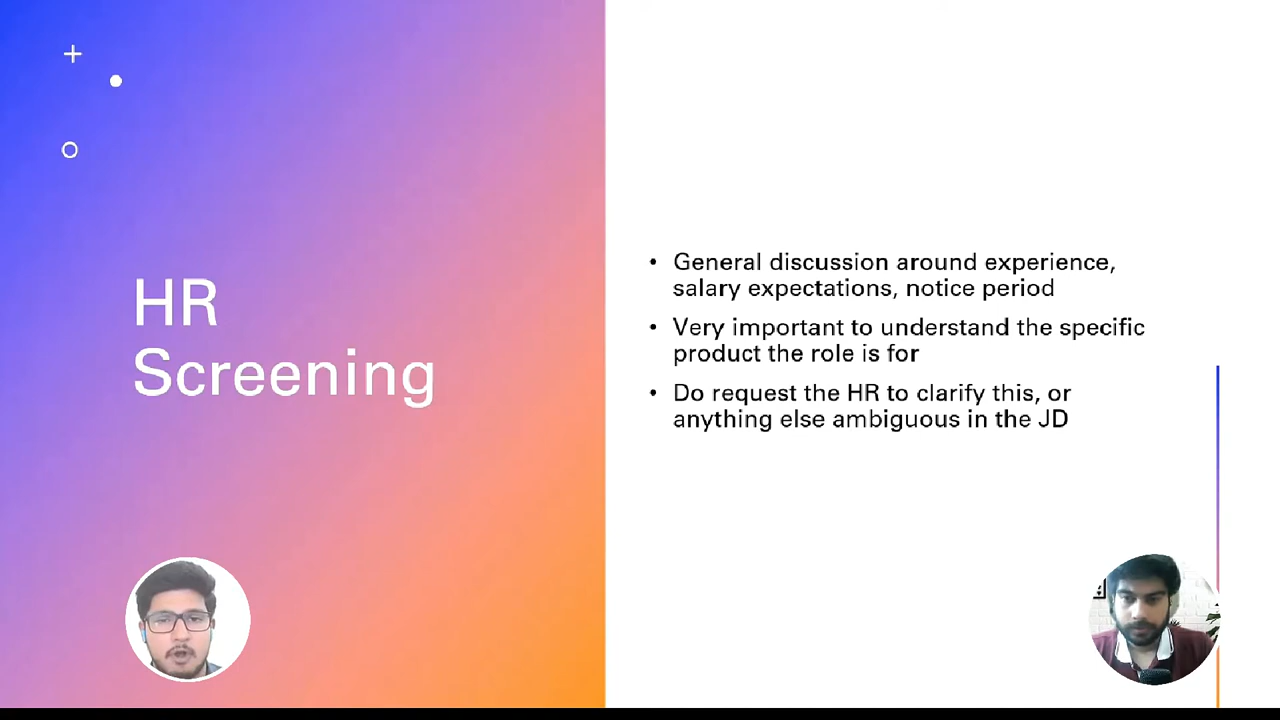 HR
Screening
• General discussion around experience,
salary expectations, notice period
• Very important to understand the specific
product the role is for
• Do request the HR to clarify this, or
anything else ambiguous in the JD